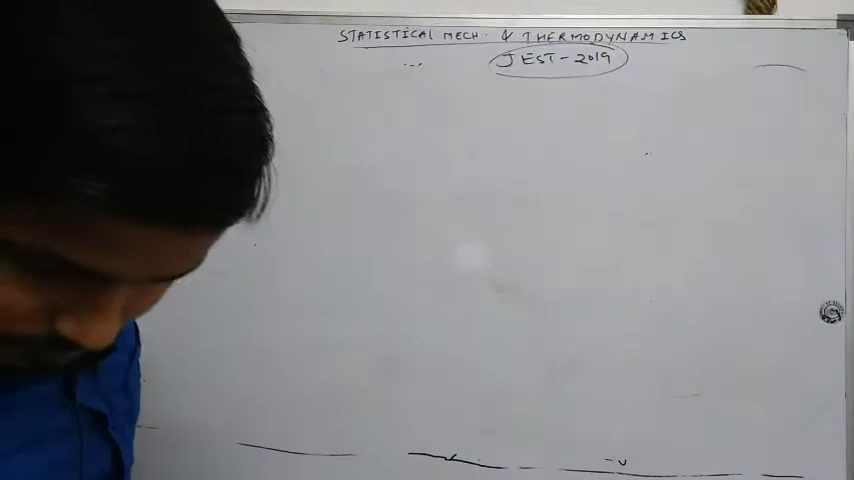 STATISTICAL MECH. & THERMODYNAMICS
JEST - 2019